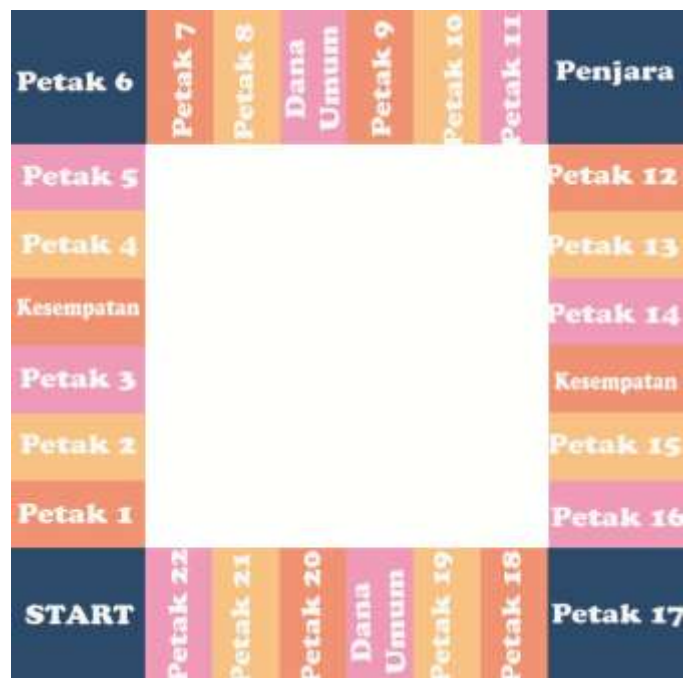 Petak 6
Petak 7
Petak 8
Dana
Umum
Petak 9
Petak 10
Petak 11
Penjara
Petak 5
Petak 4
Kesempatan
Petak 3
Petak 2
Petak 1
Petak 12
Petak 13
Petak 14
Kesempatan
Petak 15
Petak 16
START
Petak 22
Petak 21
Petak 20
Dana
Umum
Petak 19
Petak 18
Petak 17